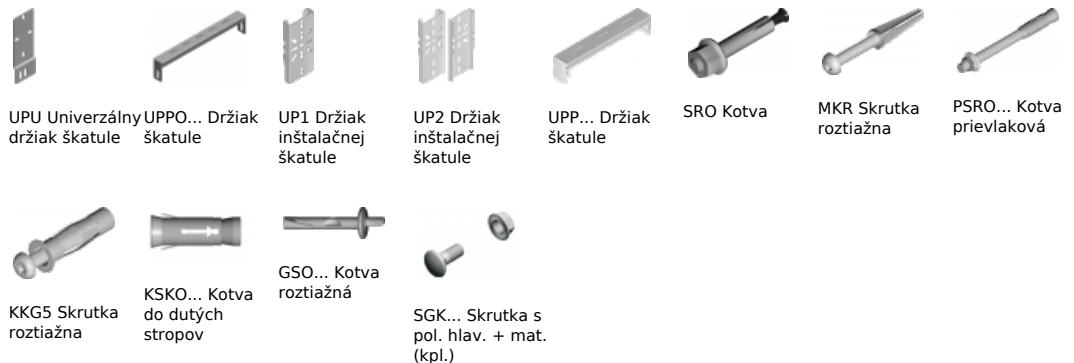 UPU Univerzálny
držiak škatule
UPPO... Držiak
škatule
UP1 Držiak
inštalačnej
škatule
UP2 Držiak
inštalačnej
škatule
UPP... Držiak
škatule
SRO Kotva
MKR Skrutka
roztiažna
PSRO... Kotva
prievlaková
KKG5 Skrutka
roztiažna
KSKO... Kotva
do dutých
stropov
GSO... Kotva
roztiažná
SGK... Skrutka s
pol. hlav. + mat.
(kpl.)